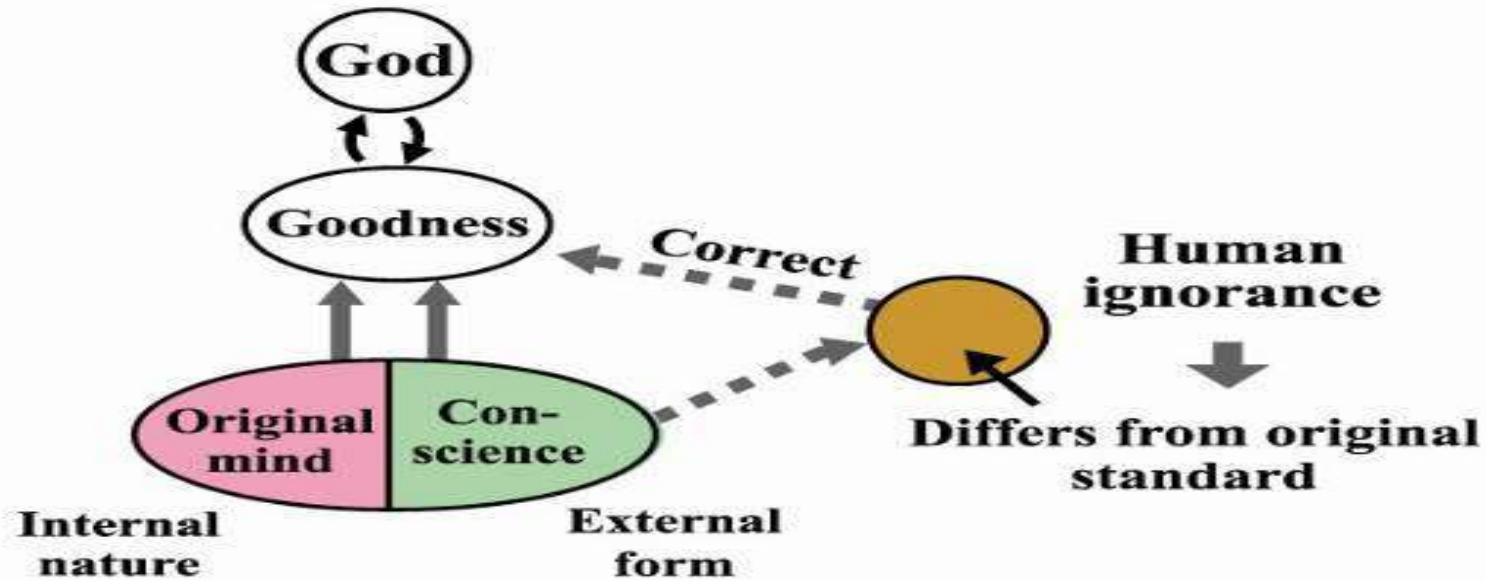 God
Goodness
Correct
Human
ignorance
Original
mind
Con-
science
Differs from original
standard
Internal
nature
External
form